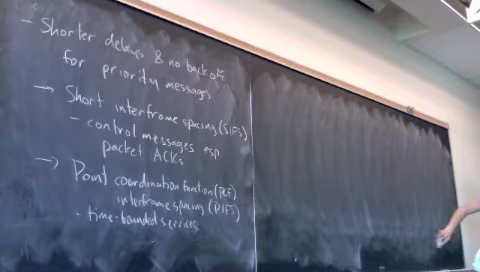 - Shorter delays & no backoff
for priority messages
→ Short interframe spacing (SIFS)
- control messages esp
packet ACKs
→ Point coordination function (PCF)
interframe spacing (PIFS)
- time-bounded services